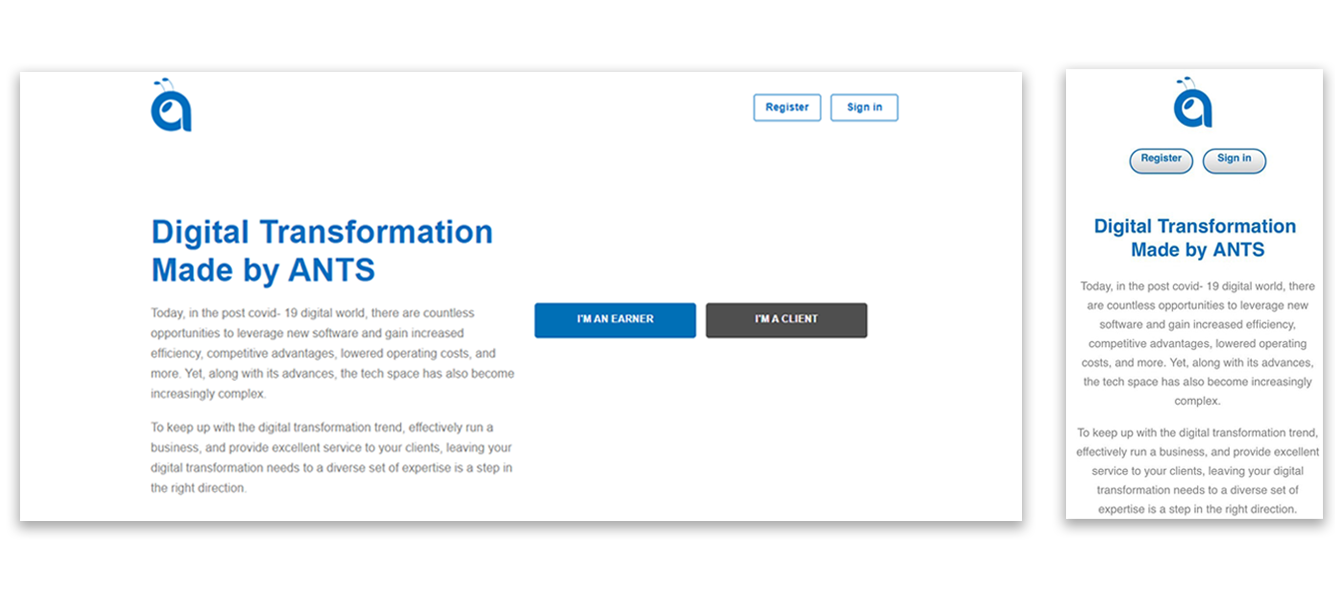 Register
Sign in
Digital Transformation
Made by ANTS
Today, in the post covid- 19 digital world, there are countless
opportunities to leverage new software and gain increased
efficiency, competitive advantages, lowered operating costs, and
more. Yet, along with its advances, the tech space has also become
increasingly complex.
To keep up with the digital transformation trend, effectively run a
business, and provide excellent service to your clients, leaving your
digital transformation needs to a diverse set of expertise is a step in
the right direction.
I'M AN EARNER
I'M A CLIENT
Register
Sign in
Digital Transformation
Made by ANTS
Today, in the post covid- 19 digital world, there
are countless opportunities to leverage new
software and gain increased efficiency,
competitive advantages, lowered operating
costs, and more. Yet, along with its advances,
the tech space has also become increasingly
complex.
To keep up with the digital transformation trend,
effectively run a business, and provide excellent
service to your clients, leaving your digital
transformation needs to a diverse set of
expertise is a step in the right direction.